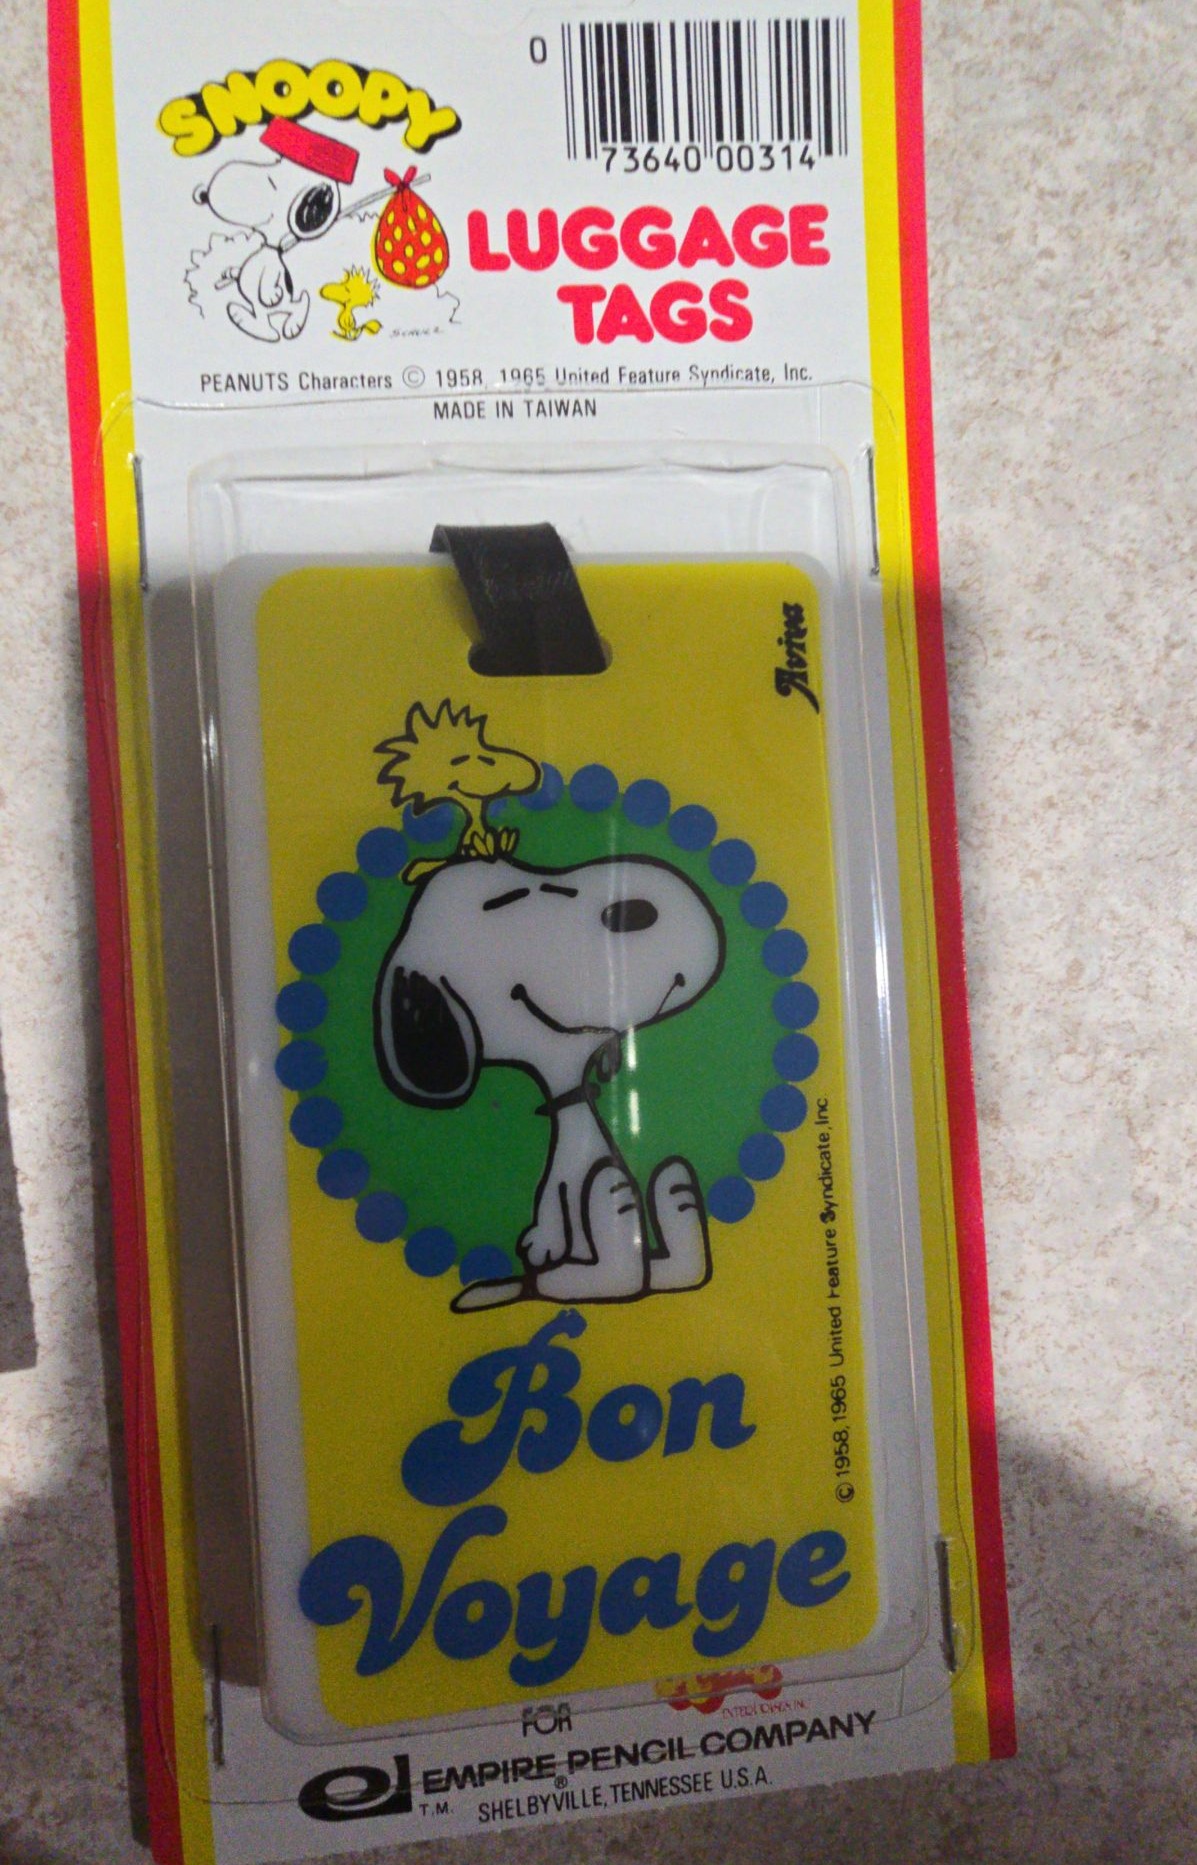 SNOOPY
0
73640 00314
LUGGAGE
TAGS
SCHULZ
PEANUTS Characters © 1958, 1965 United Feature Syndicate, Inc.
MADE IN TAIWAN
Aviva
Bon
Voyage
© 1958, 1965 United Feature Syndicate, Inc.
FOR
EMPIRE PENCIL COMPANY
®
T.M. SHELBYVILLE, TENNESSEE U.S.A.